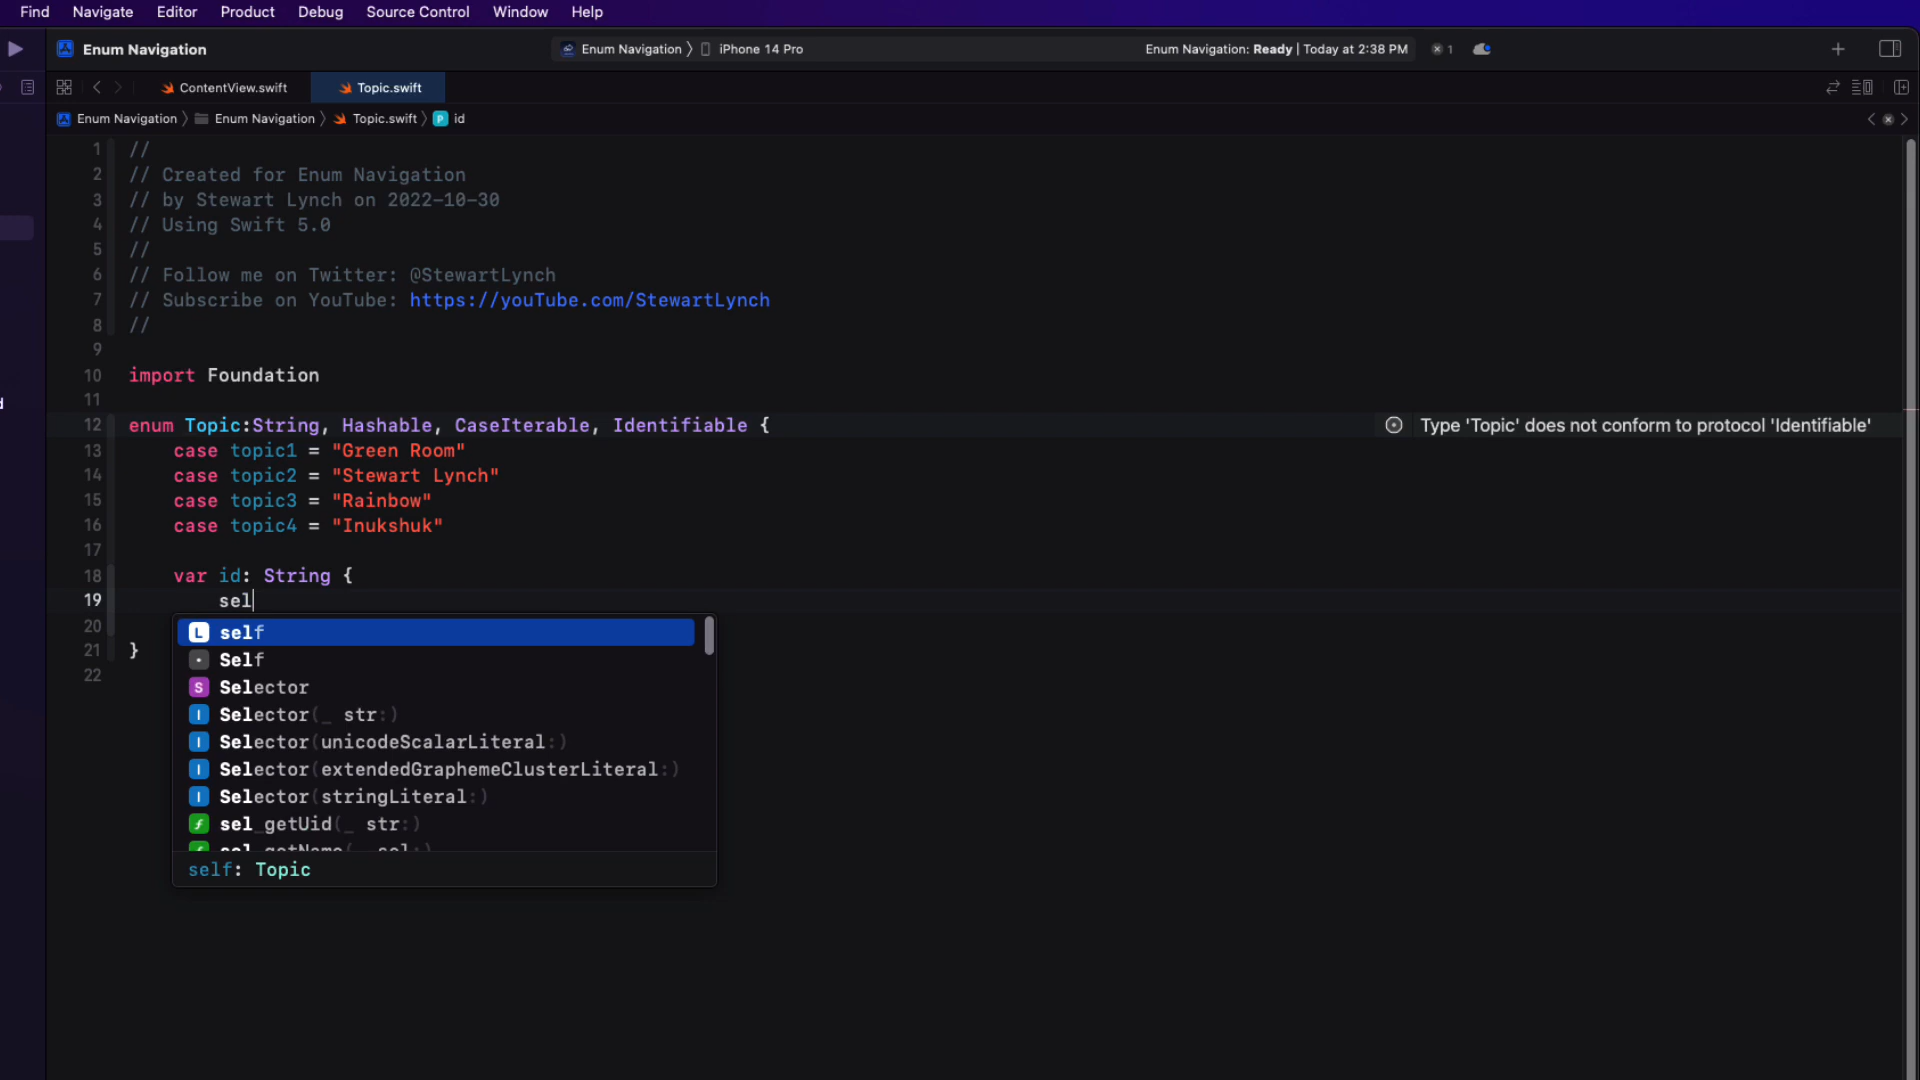 Find Navigate Editor Product Debug Source Control Window Help
Enum Navigation
Enum Navigation 〉 iPhone 14 Pro
Enum Navigation: Ready | Today at 2:38 PM
1
ContentView.swift
Topic.swift
Enum Navigation 〉 Enum Navigation 〉 Topic.swift 〉 P id
1 //
2 // Created for Enum Navigation
3 // by Stewart Lynch on 2022-10-30
4 // Using Swift 5.0
5 //
6 // Follow me on Twitter: @StewartLynch
7 // Subscribe on YouTube: https://youTube.com/StewartLynch
8 //
9
10 import Foundation
11
12 enum Topic:String, Hashable, CaseIterable, Identifiable {
Type 'Topic' does not conform to protocol 'Identifiable'
13 case topic1 = "Green Room"
14 case topic2 = "Stewart Lynch"
15 case topic3 = "Rainbow"
16 case topic4 = "Inukshuk"
17
18 var id: String {
19 sel
20
21 }
22
L self
Self
S Selector
I Selector(_ str:)
I Selector(unicodeScalarLiteral:)
I Selector(extendedGraphemeClusterLiteral:)
I Selector(stringLiteral:)
f sel_getUid(_ str:)
f sel_getName(_ sel:)
self: Topic